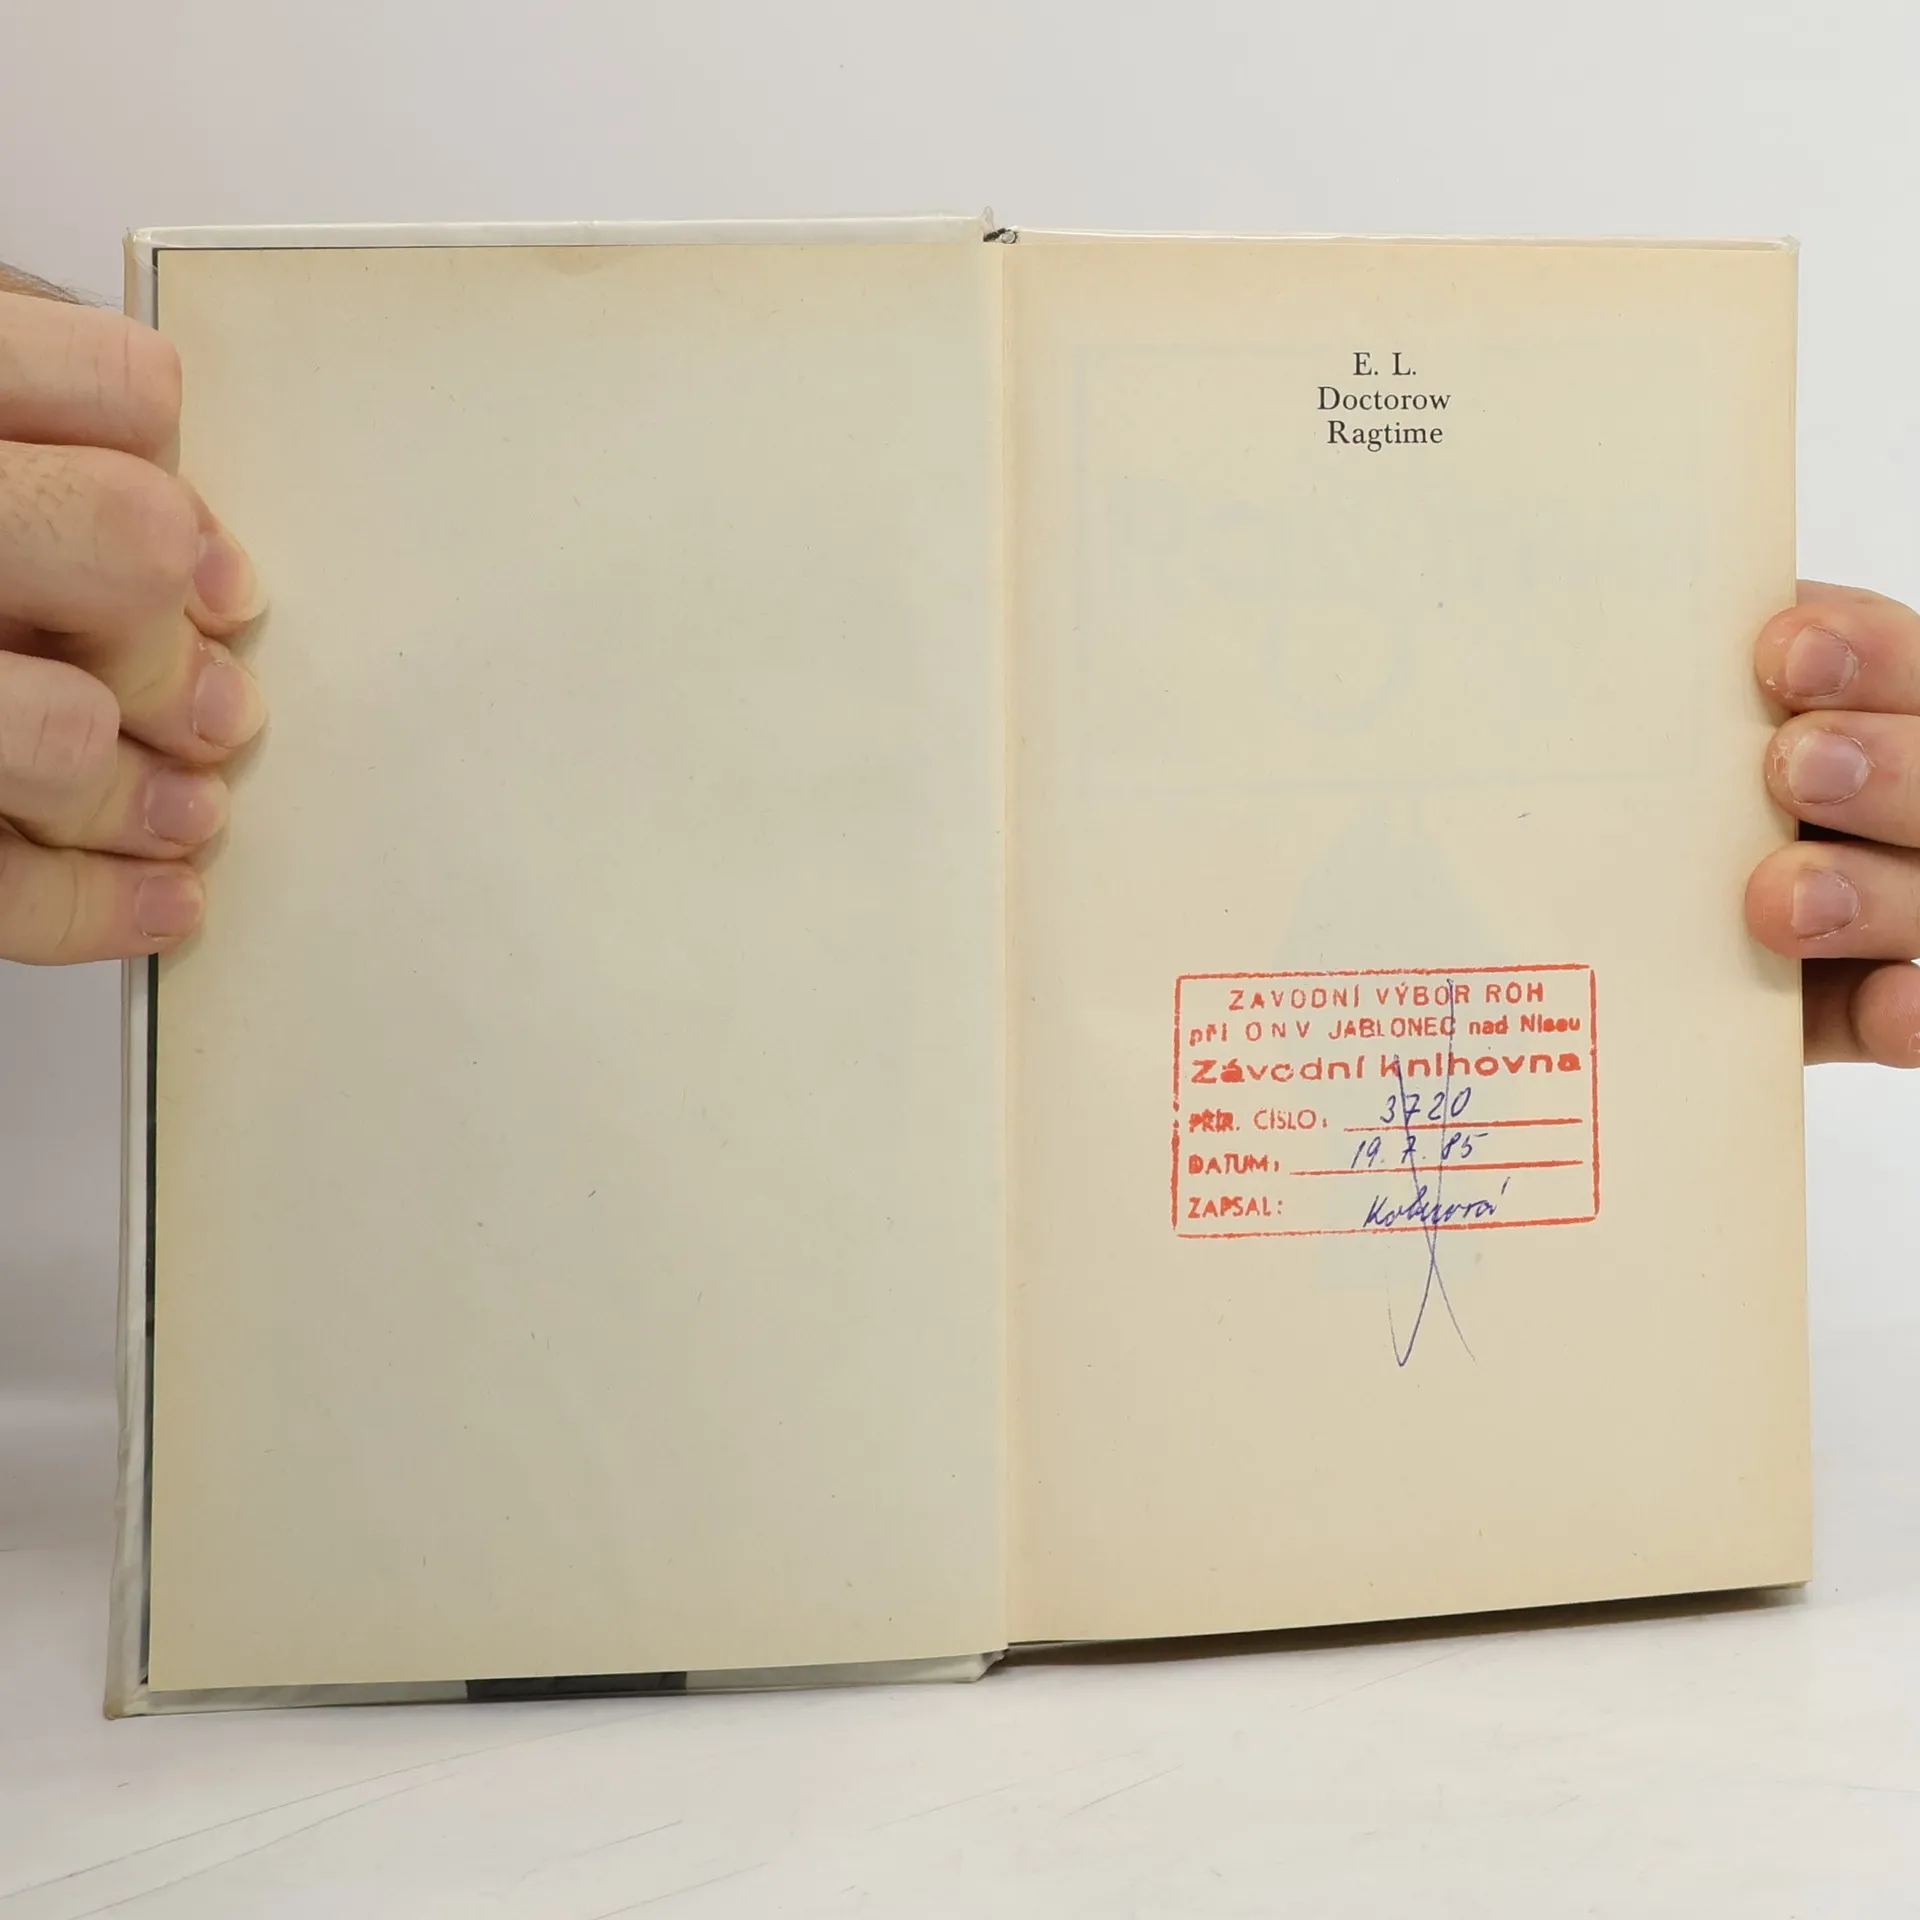 E. L.
Doctorow
Ragtime
ZÁVODNÍ VÝBOR ROH
při ONV JABLONEC nad Nisou
Závodní knihovna
PŘÍR. ČÍSLO: 3720
DATUM: 19. 7. 85
ZAPSAL: